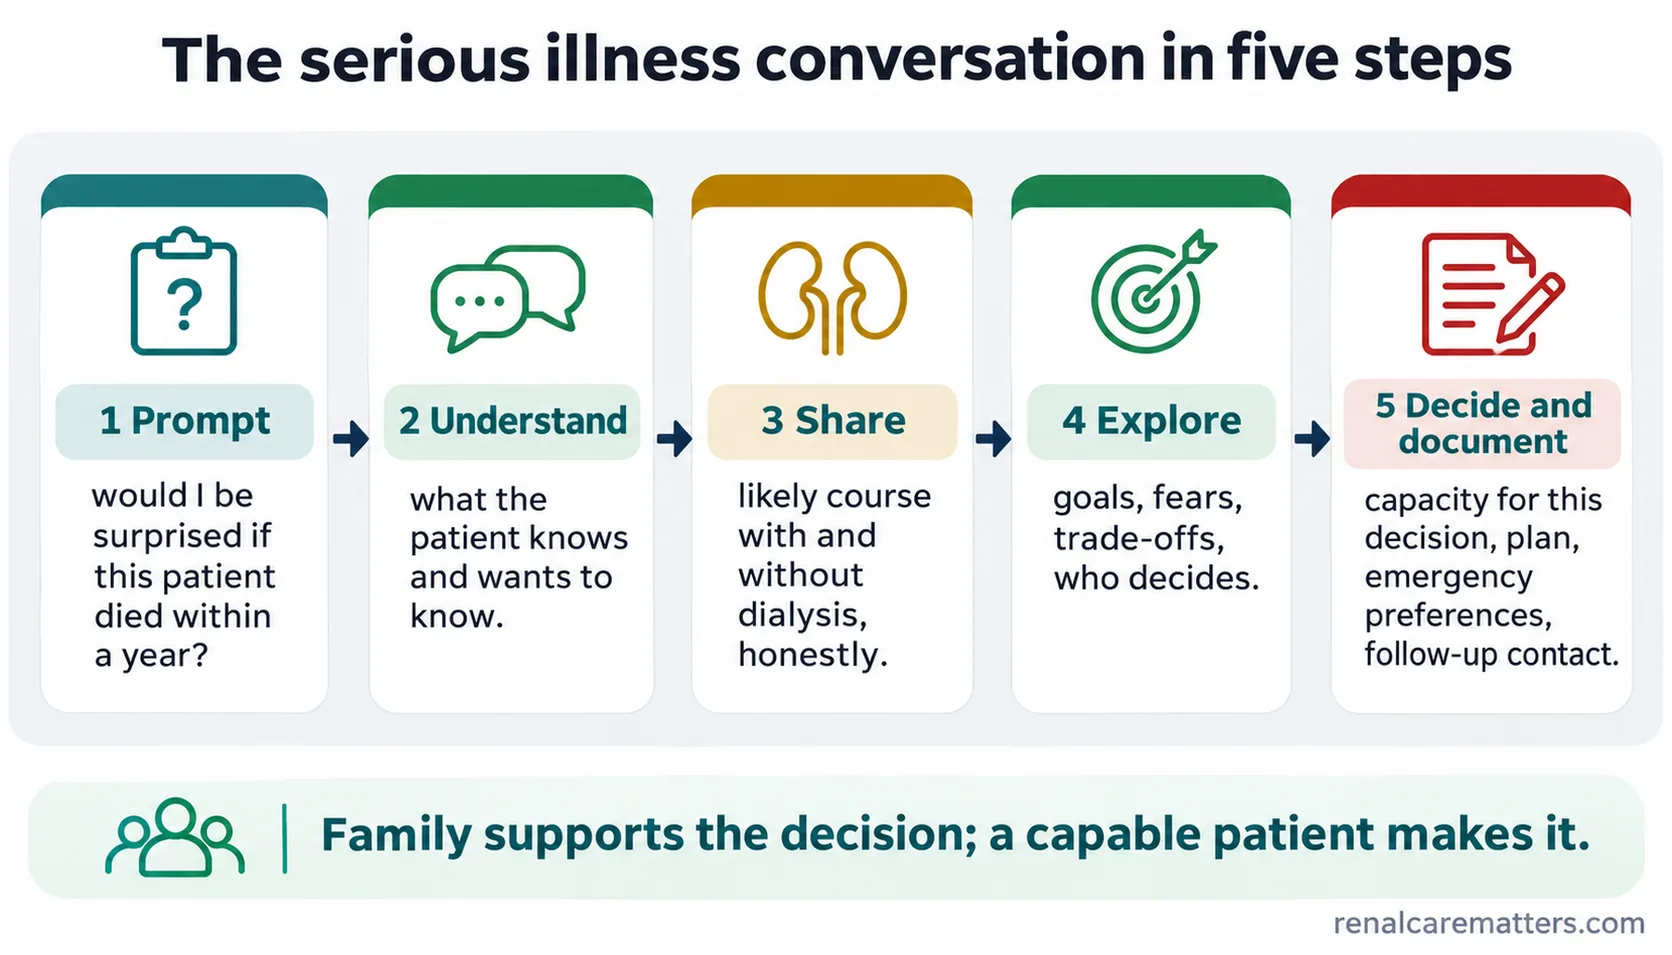 The serious illness conversation in five steps
?
1 Prompt
would I be
surprised if
this patient
died within
a year?
2 Understand
what the
patient knows
and wants to
know.
3 Share
likely course
with and
without
dialysis,
honestly.
4 Explore
goals, fears,
trade-offs,
who decides.
5 Decide and
document
capacity for this
decision, plan,
emergency
preferences,
follow-up contact.
Family supports the decision; a capable patient makes it.
renalcarematters.com